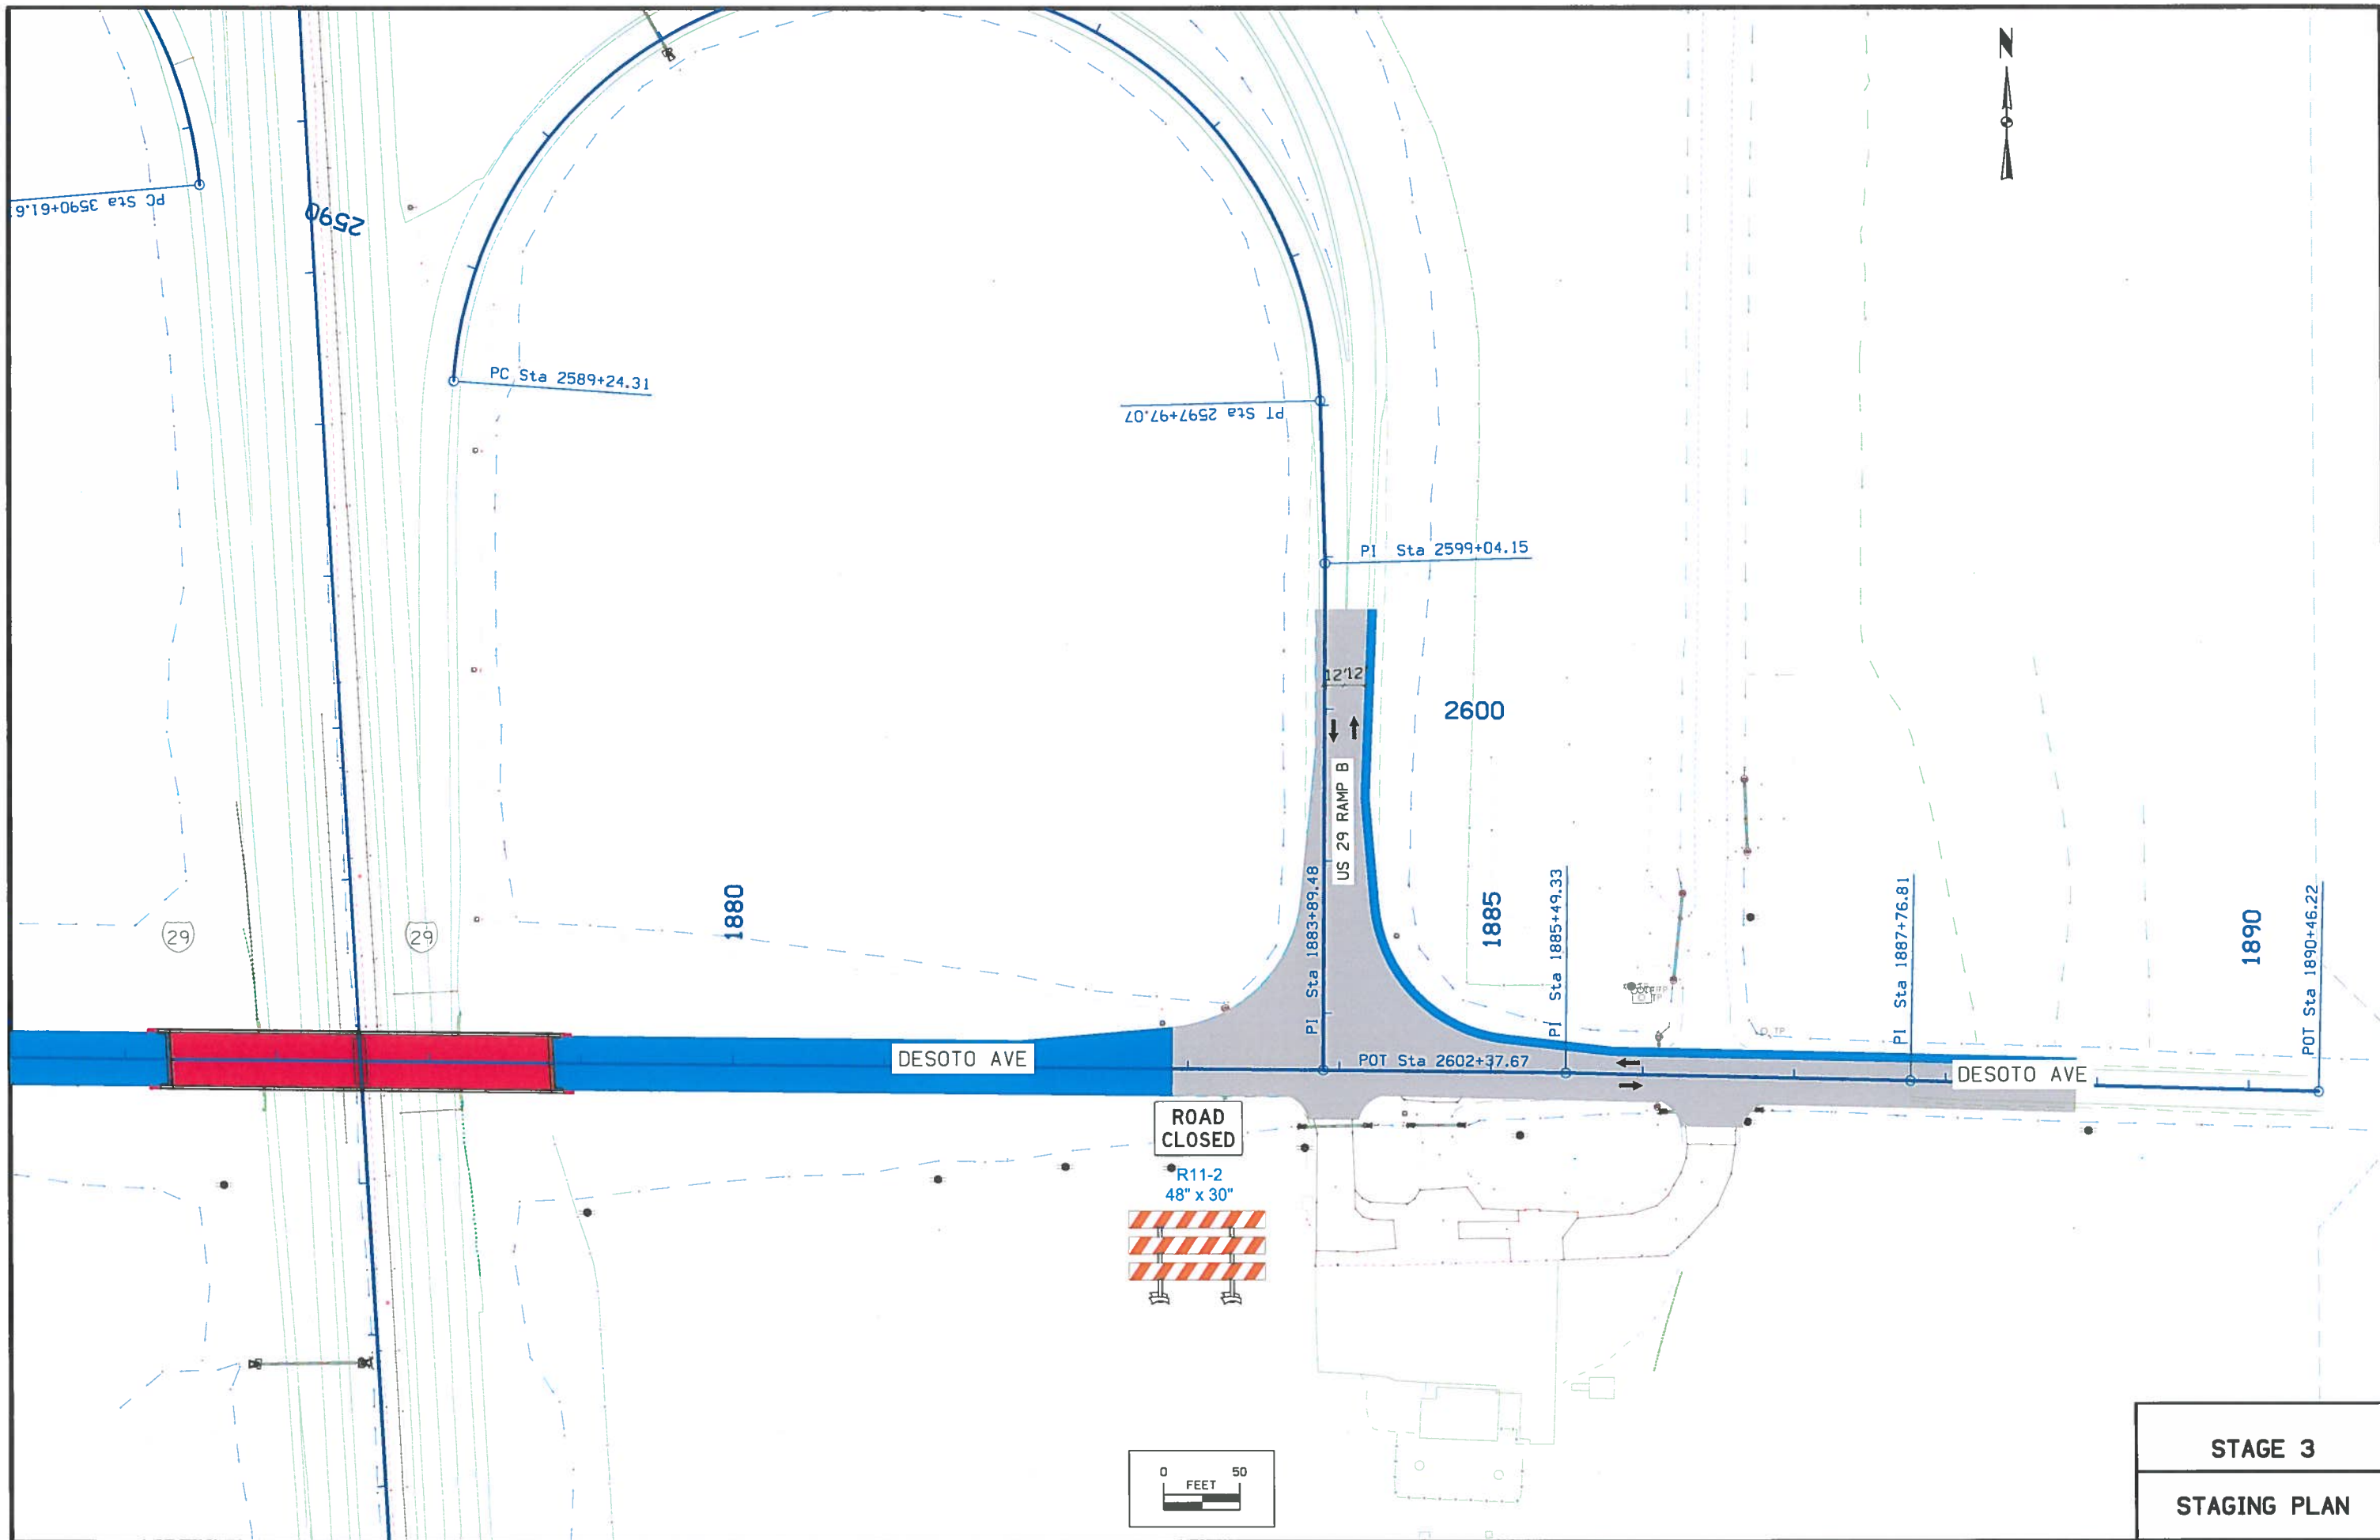 N
PC Sta 3590+61.6
2590
PC Sta 2589+24.31
PT Sta 2597+97.07
PI Sta 2599+04.15
12'12'
2600
US 29 RAMP B
29
29
1880
PI Sta 1883+89.48
1885
PI Sta 1885+49.33
PI Sta 1887+76.81
1890
POT Sta 1890+46.22
TP
TP
DESOTO AVE
POT Sta 2602+37.67
DESOTO AVE
ROAD
CLOSED
R11-2
48" x 30"
0 50
FEET
STAGE 3
STAGING PLAN